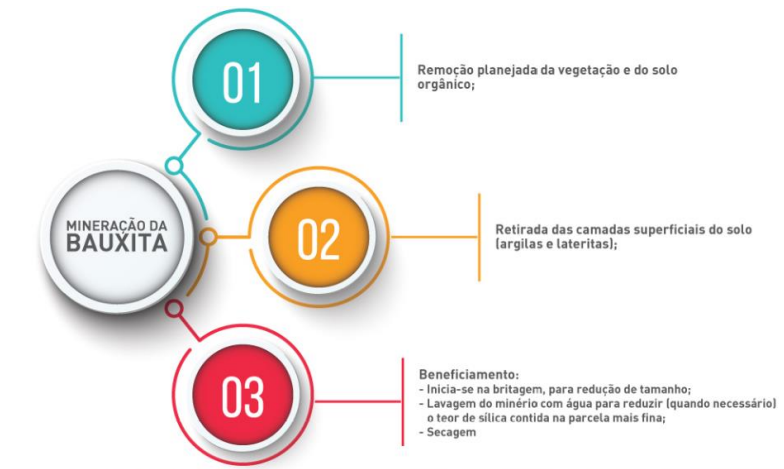 MINERAÇÃO DA
BAUXITA
01
Remoção planejada da vegetação e do solo
orgânico;
02
Retirada das camadas superficiais do solo
(argilas e lateritas);
03
Beneficiamento:
- Inicia-se na britagem, para redução de tamanho;
- Lavagem do minério com água para reduzir (quando necessário)
o teor de sílica contida na parcela mais fina;
- Secagem